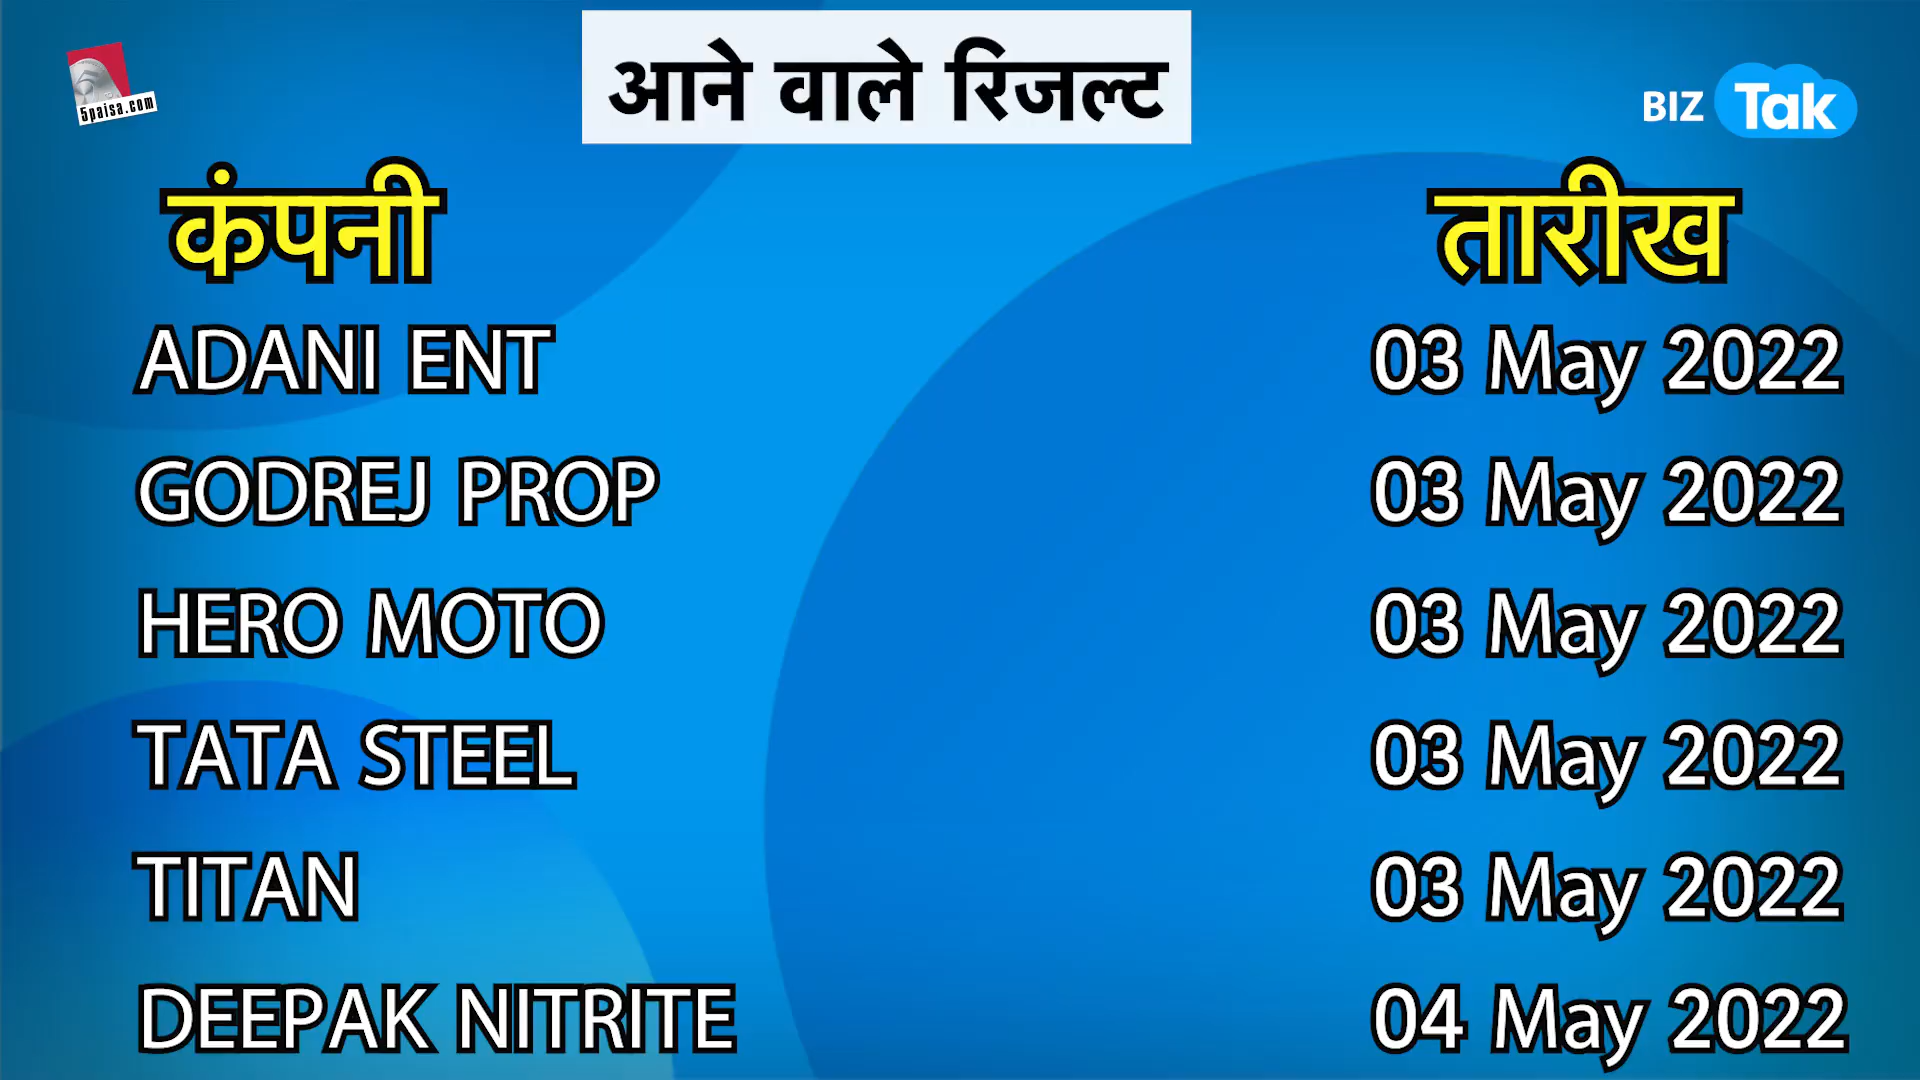 5paisa.com
आने वाले रिजल्ट
BIZ Tak
कंपनी तारीख
ADANI ENT 03 May 2022
GODREJ PROP 03 May 2022
HERO MOTO 03 May 2022
TATA STEEL 03 May 2022
TITAN 03 May 2022
DEEPAK NITRITE 04 May 2022